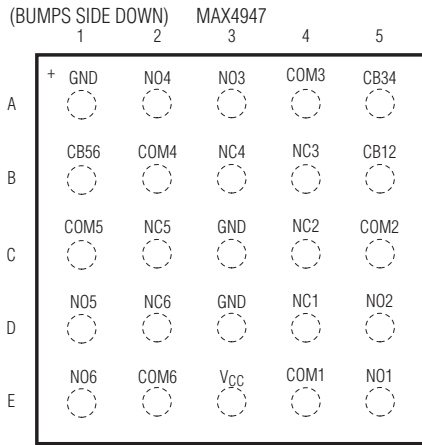 (BUMPS SIDE DOWN) MAX4947
1 2 3 4 5
+ GND NO4 NO3 COM3 CB34
A
CB56 COM4 NC4 NC3 CB12
B
COM5 NC5 GND NC2 COM2
C
NO5 NC6 GND NC1 NO2
D
NO6 COM6 VCC COM1 NO1
E